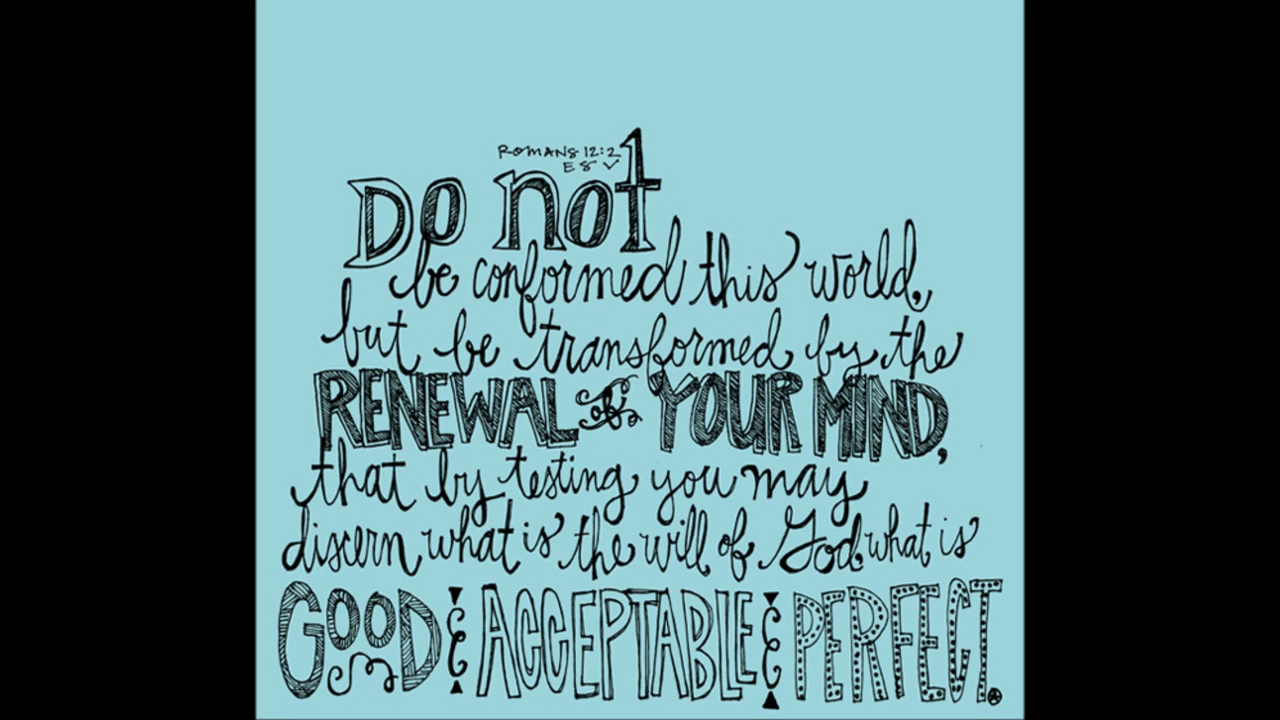 ROMANS 12:2
ESV
Do not
be conformed this world,
but be transformed by the
RENEWAL of YOUR MIND,
that by testing you may
discern what is the will of God. what is
GOOD & ACCEPTABLE & PERFECT.